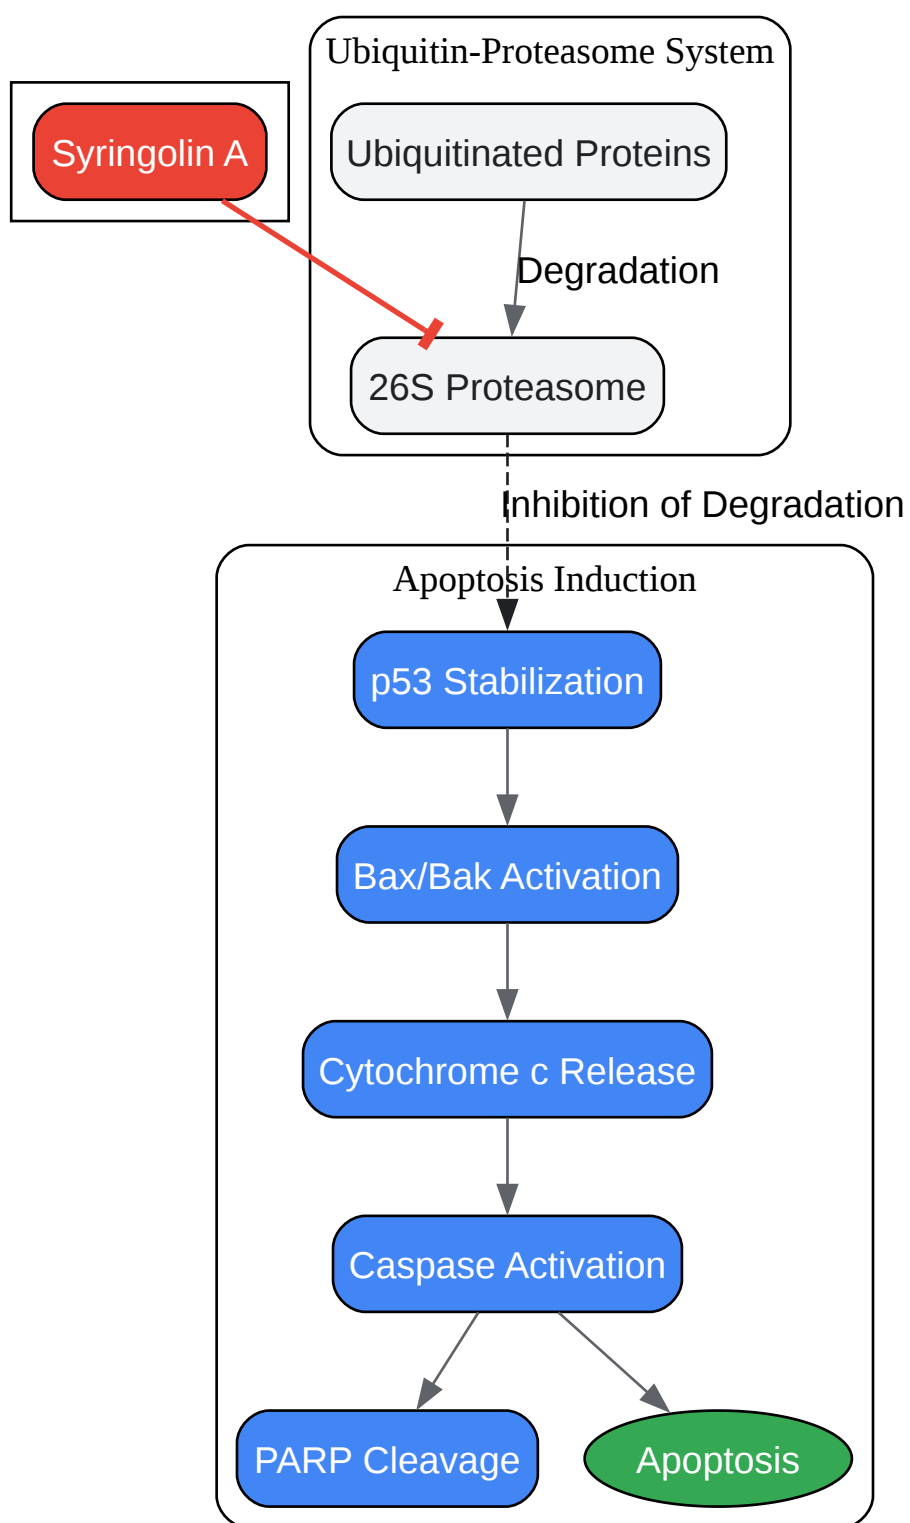 Ubiquitin-Proteasome System
Syringolin A
Ubiquitinated Proteins
Degradation
26S Proteasome
Inhibition of Degradation
Apoptosis Induction
p53 Stabilization
Bax/Bak Activation
Cytochrome c Release
Caspase Activation
PARP Cleavage
Apoptosis